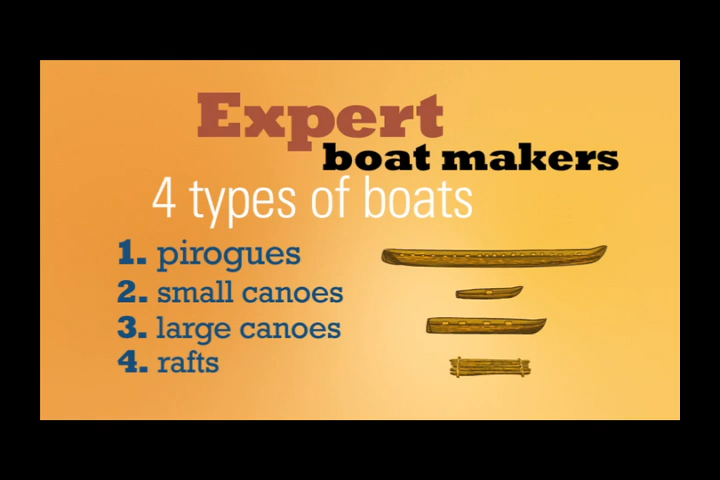 Expert
boat makers
4 types of boats
1. pirogues
2. small canoes
3. large canoes
4. rafts